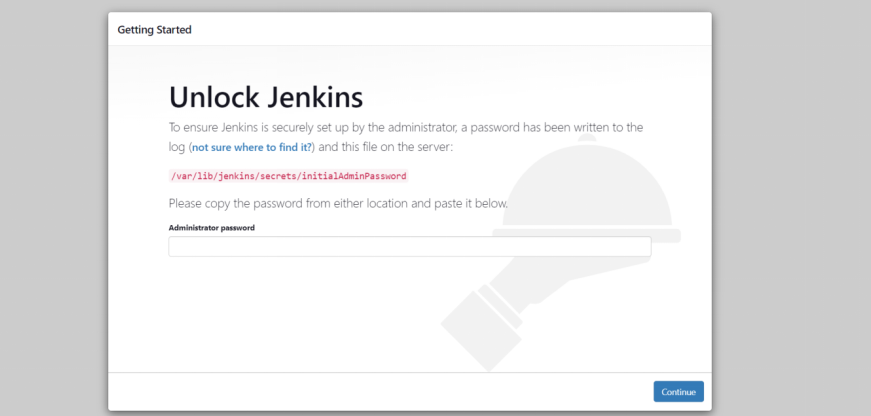 Getting Started
Unlock Jenkins
To ensure Jenkins is securely set up by the administrator, a password has been written to the
log (not sure where to find it?) and this file on the server:
/var/lib/jenkins/secrets/initialAdminPassword
Please copy the password from either location and paste it below.
Administrator password
Continue